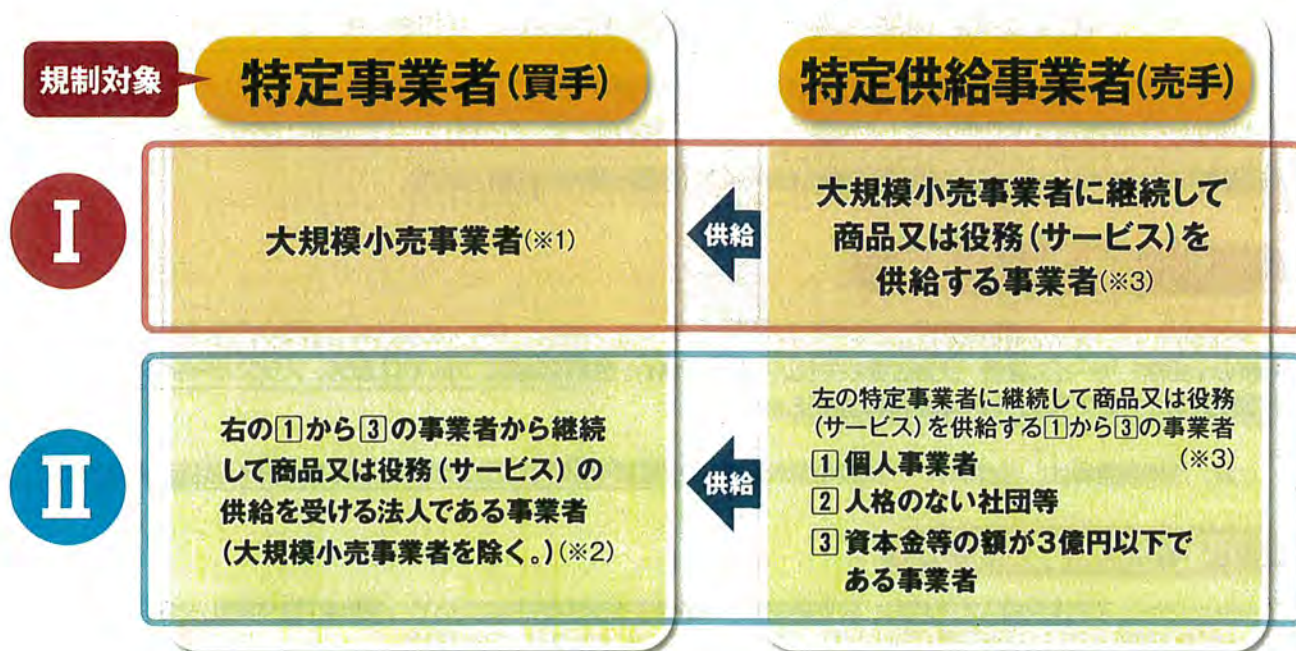 規制対象
特定事業者(買手)
特定供給事業者(売手)
I
大規模小売事業者(※1)
供給
大規模小売事業者に継続して
商品又は役務(サービス)を
供給する事業者(※3)
II
右の1から3の事業者から継続
して商品又は役務(サービス)の
供給を受ける法人である事業者
(大規模小売事業者を除く。)(※2)
供給
左の特定事業者に継続して商品又は役務
(サービス)を供給する1から3の事業者
(※3)
1 個人事業者
2 人格のない社団等
3 資本金等の額が3億円以下で
ある事業者